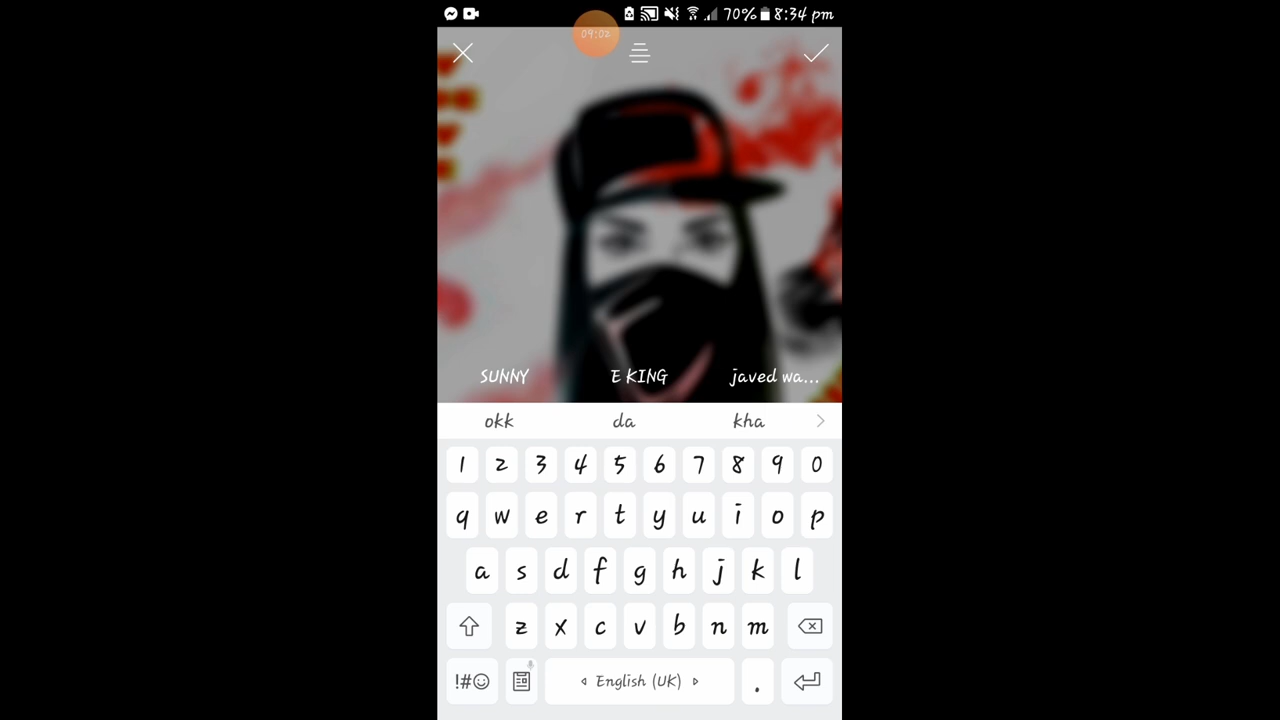 70% 8:34 pm
09:02
SUNNY E KING javed wa...
okk da kha
1 2 3 4 5 6 7 8 9 0
q w e r t y u i o p
a s d f g h j k l
z x c v b n m
!#☺ English (UK) .